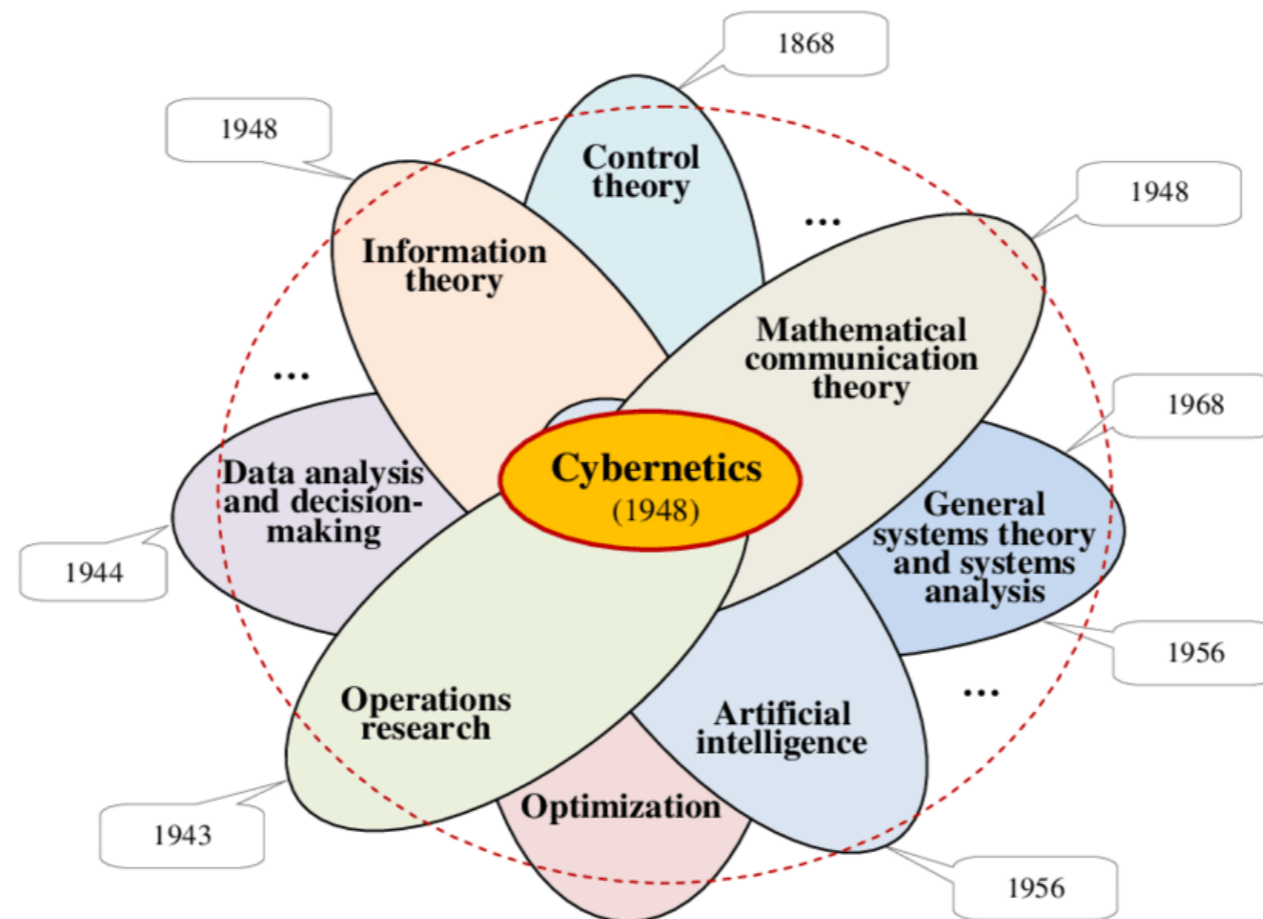 1868
1948
Control
theory
1948
...
Information
theory
Mathematical
communication
theory
...
1968
Cybernetics
(1948)
Data analysis
and decision-
making
General
systems theory
and systems
analysis
1944
1956
...
Operations
research
Artificial
intelligence
Optimization
1943
1956